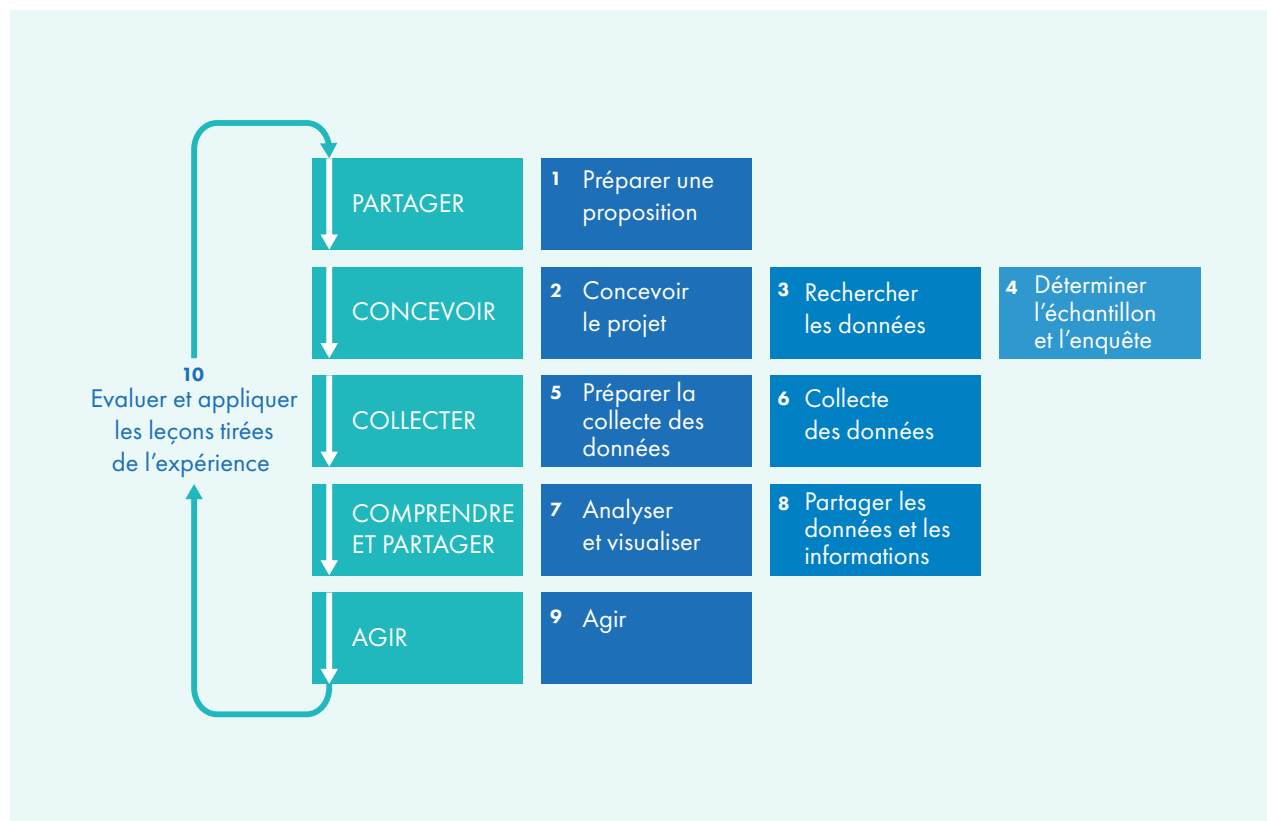 PARTAGER
1 Préparer une
proposition
CONCEVOIR
2 Concevoir
le projet
3 Rechercher
les données
4 Déterminer
l'échantillon
et l'enquête
10
Evaluer et appliquer
les leçons tirées
de l'expérience
COLLECTER
5 Préparer la
collecte des
données
6 Collecte
des données
COMPRENDRE
ET PARTAGER
7 Analyser
et visualiser
8 Partager les
données et les
informations
AGIR
9 Agir